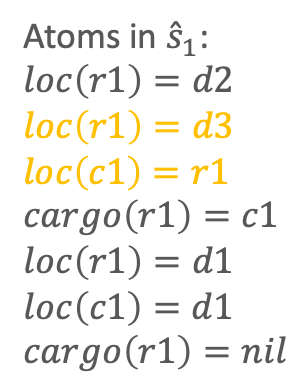 Atoms in ŝ₁:
loc(r1) = d2
loc(r1) = d3
loc(c1) = r1
cargo(r1) = c1
loc(r1) = d1
loc(c1) = d1
cargo(r1) = nil